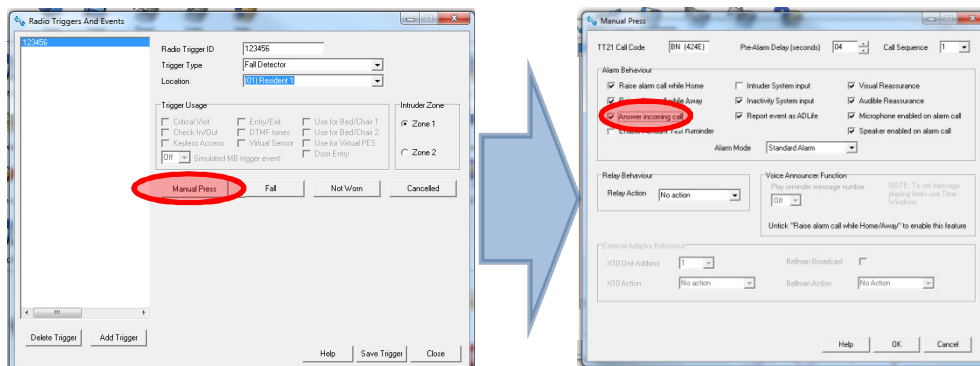 Radio Triggers And Events
123456
Radio Trigger ID 123456
Trigger Type Fall Detector
Location (01) Resident 1
Trigger Usage
Critical Visit Entry/Exit Use for Bed/Chair 1
Check In/Out DTMF tones Use for Bed/Chair 2
Keyless Access Virtual Sensor Use for Virtual PES
Door Entry
Off Simulated MB trigger event
Intruder Zone
Zone 1
Zone 2
Manual Press Fall Not Worn Cancelled
Delete Trigger Add Trigger
Help Save Trigger Close
Manual Press
TT21 Call Code BN (424E) Pre-Alarm Delay (seconds) 04 Call Sequence 1
Alarm Behaviour
Raise alarm call while Home Intruder System input Visual Reassurance
while Away Inactivity System input Audible Reassurance
Answer incoming call Report event as ADLife Microphone enabled on alarm call
Reminder Speaker enabled on alarm call
Alarm Mode Standard Alarm
Relay Behaviour
Relay Action No action
Voice Announcer Function
Play reminder message number
Off
NOTE: To set message
playing times use Time
Windows
Untick "Raise alarm call while Home/Away" to enable this feature
External Adaptor Behaviour
X10 Unit Address 1 Bellman Broadcast
X10 Action No action Bellman Action No Action
Help OK Cancel